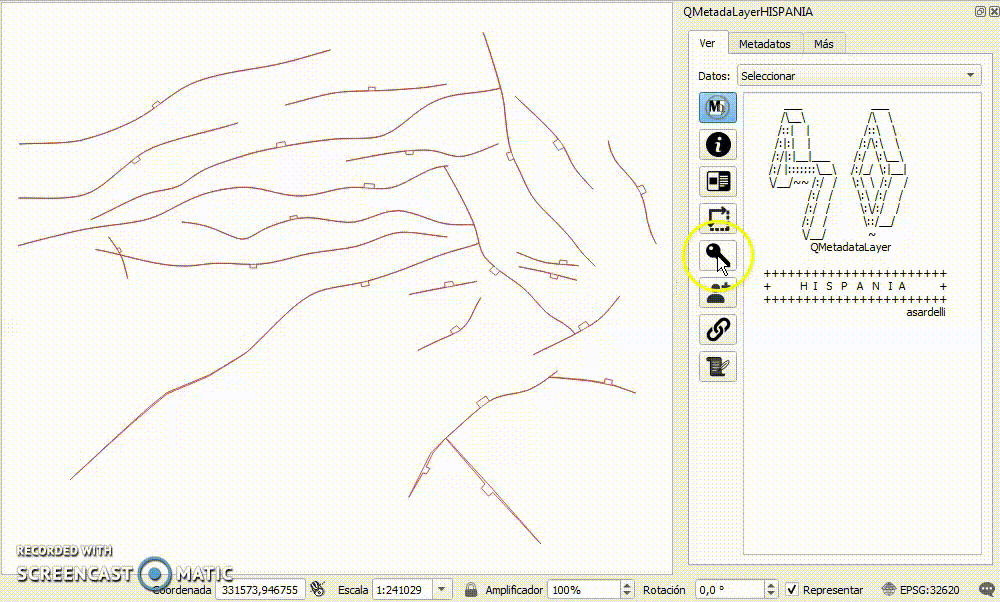 QMetadaLayerHISPANIA
Ver Metadatos Más
Datos: Seleccionar
QMetadataLayer
++++++++++++++++++++++
+ H I S P A N I A +
++++++++++++++++++++++
asardelli
RECORDED WITH
SCREENCAST MATIC
Coordenada 331573,946755 Escala 1:241029 Amplificador 100% Rotación 0,0 ° Representar EPSG:32620